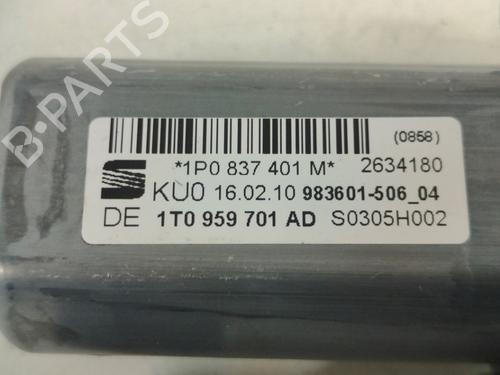 (0858)
*1P0 837 401 M* 2634180
KU0 16.02.10 983601-506_04
DE 1T0 959 701 AD S0305H002
B-PARTS